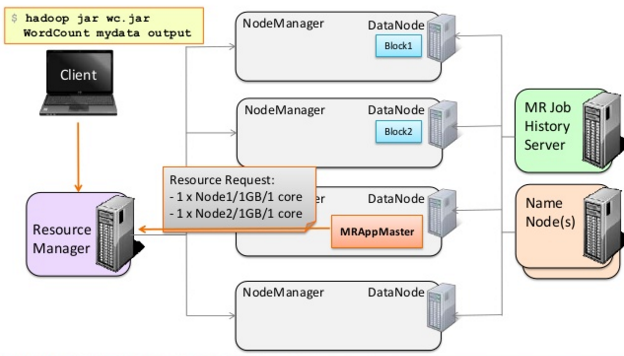 $ hadoop jar wc.jar
WordCount mydata output
Client
NodeManager
DataNode
Block1
NodeManager
DataNode
Block2
MR Job
History
Server
Resource Request:
- 1 x Node1/1GB/1 core
- 1 x Node2/1GB/1 core
er
DataNode
MRAppMaster
Resource
Manager
Name
Node(s)
NodeManager
DataNode